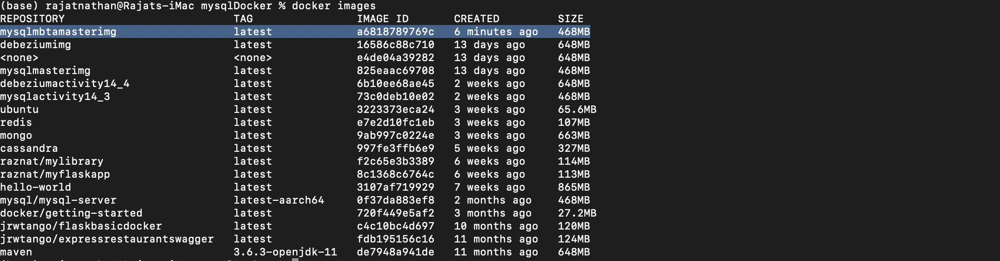 (base) rajatnathan@Rajats-iMac mysqlDocker % docker images
REPOSITORY TAG IMAGE ID CREATED SIZE
mysqlmbtamasterimg latest a6818789769c 6 minutes ago 468MB
debeziumimg latest 16586c88c710 13 days ago 648MB
<none> <none> e4de04a39282 13 days ago 648MB
mysqlmasterimg latest 825eaac69708 13 days ago 468MB
debeziumactivity14_4 latest 6b10ee68ae45 2 weeks ago 648MB
mysqlactivity14_3 latest 73c0deb10e02 2 weeks ago 468MB
ubuntu latest 3223373eca24 3 weeks ago 65.6MB
redis latest e7e2d10fc1eb 3 weeks ago 107MB
mongo latest 9ab997c0224e 3 weeks ago 663MB
cassandra latest 997fe3ffb6e9 5 weeks ago 327MB
raznat/mylibrary latest f2c65e3b3389 6 weeks ago 114MB
raznat/myflaskapp latest 8c1368c6764c 6 weeks ago 113MB
hello-world latest 3107af719929 7 weeks ago 865MB
mysql/mysql-server latest-aarch64 0f37da883ef8 2 months ago 468MB
docker/getting-started latest 720f449e5af2 3 months ago 27.2MB
jrwtango/flaskbasicdocker latest c4c10bc4d697 10 months ago 120MB
jrwtango/expressrestaurantswagger latest fdb195156c16 11 months ago 124MB
maven 3.6.3-openjdk-11 de7948a941de 11 months ago 648MB